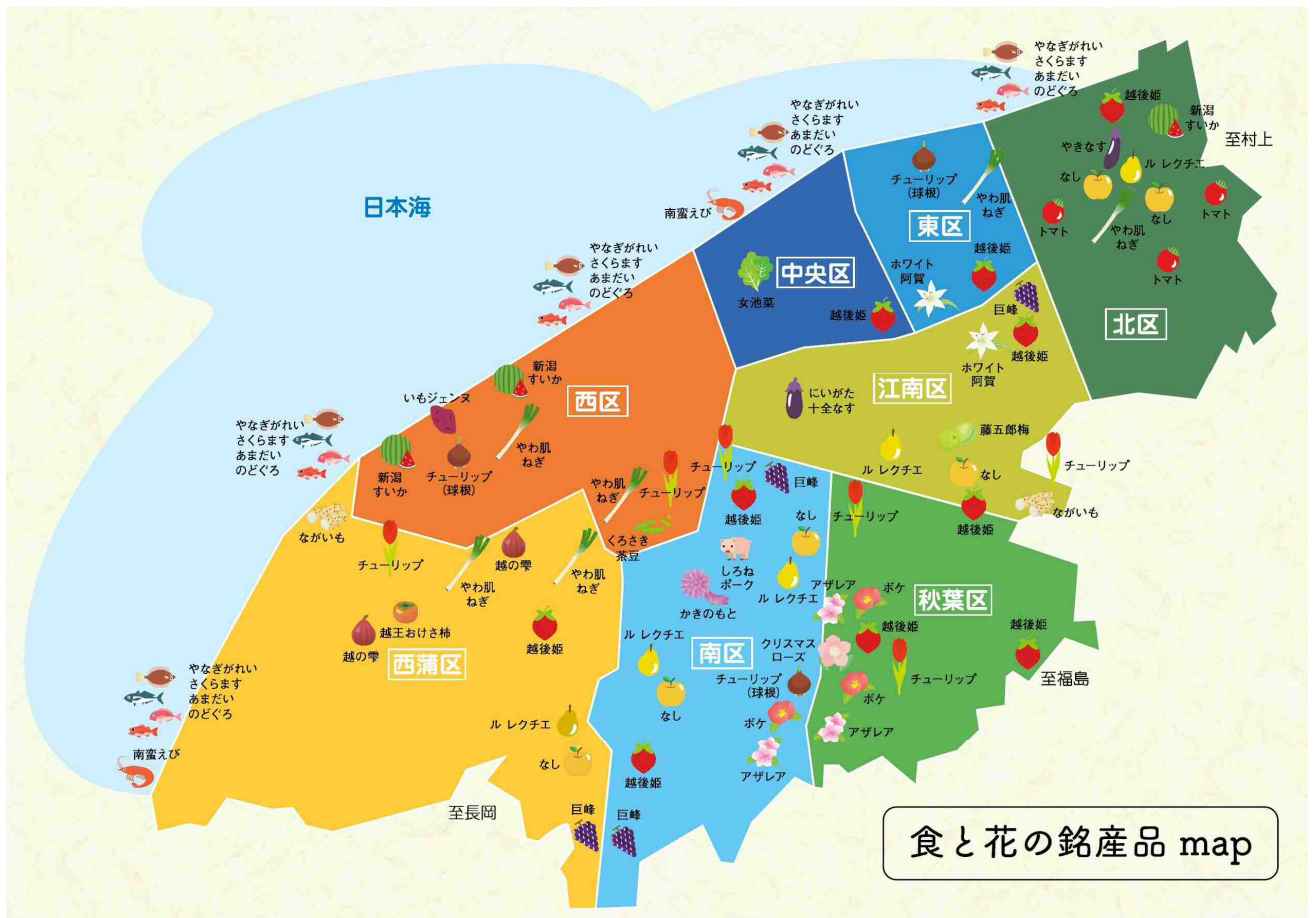 やなぎがれい
さくらます
あまだい
のどぐろ
越後姫
新潟
すいか
至村上
やきなす
ル レクチエ
なし
なし
トマト
トマト
やわ肌
ねぎ
トマト
北区
やなぎがれい
さくらます
あまだい
のどぐろ
南蛮えび
日本海
チューリップ
(球根)
やわ肌
ねぎ
東区
越後姫
ホワイト
阿賀
中央区
女池菜
越後姫
やなぎがれい
さくらます
あまだい
のどぐろ
巨峰
越後姫
ホワイト
阿賀
江南区
にいがた
十全なす
藤五郎梅
ル レクチエ
なし
チューリップ
越後姫
ながいも
新潟
すいか
西区
いもジェンヌ
やわ肌
ねぎ
新潟
すいか
チューリップ
(球根)
やわ肌
ねぎ
チューリップ
くろさき
茶豆
やなぎがれい
さくらます
あまだい
のどぐろ
ながいも
チューリップ
越の雫
やわ肌
ねぎ
やわ肌
ねぎ
越王おけさ柿
越の雫
越後姫
西蒲区
ル レクチエ
なし
巨峰
至長岡
やなぎがれい
さくらます
あまだい
のどぐろ
南蛮えび
チューリップ
巨峰
越後姫
なし
しろね
ポーク
ル レクチエ
かきのもと
ル レクチエ
南区
クリスマス
ローズ
なし
チューリップ
(球根)
ボケ
越後姫
アザレア
巨峰
チューリップ
アザレア
ボケ
秋葉区
越後姫
越後姫
チューリップ
至福島
ボケ
アザレア
食と花の銘産品 map